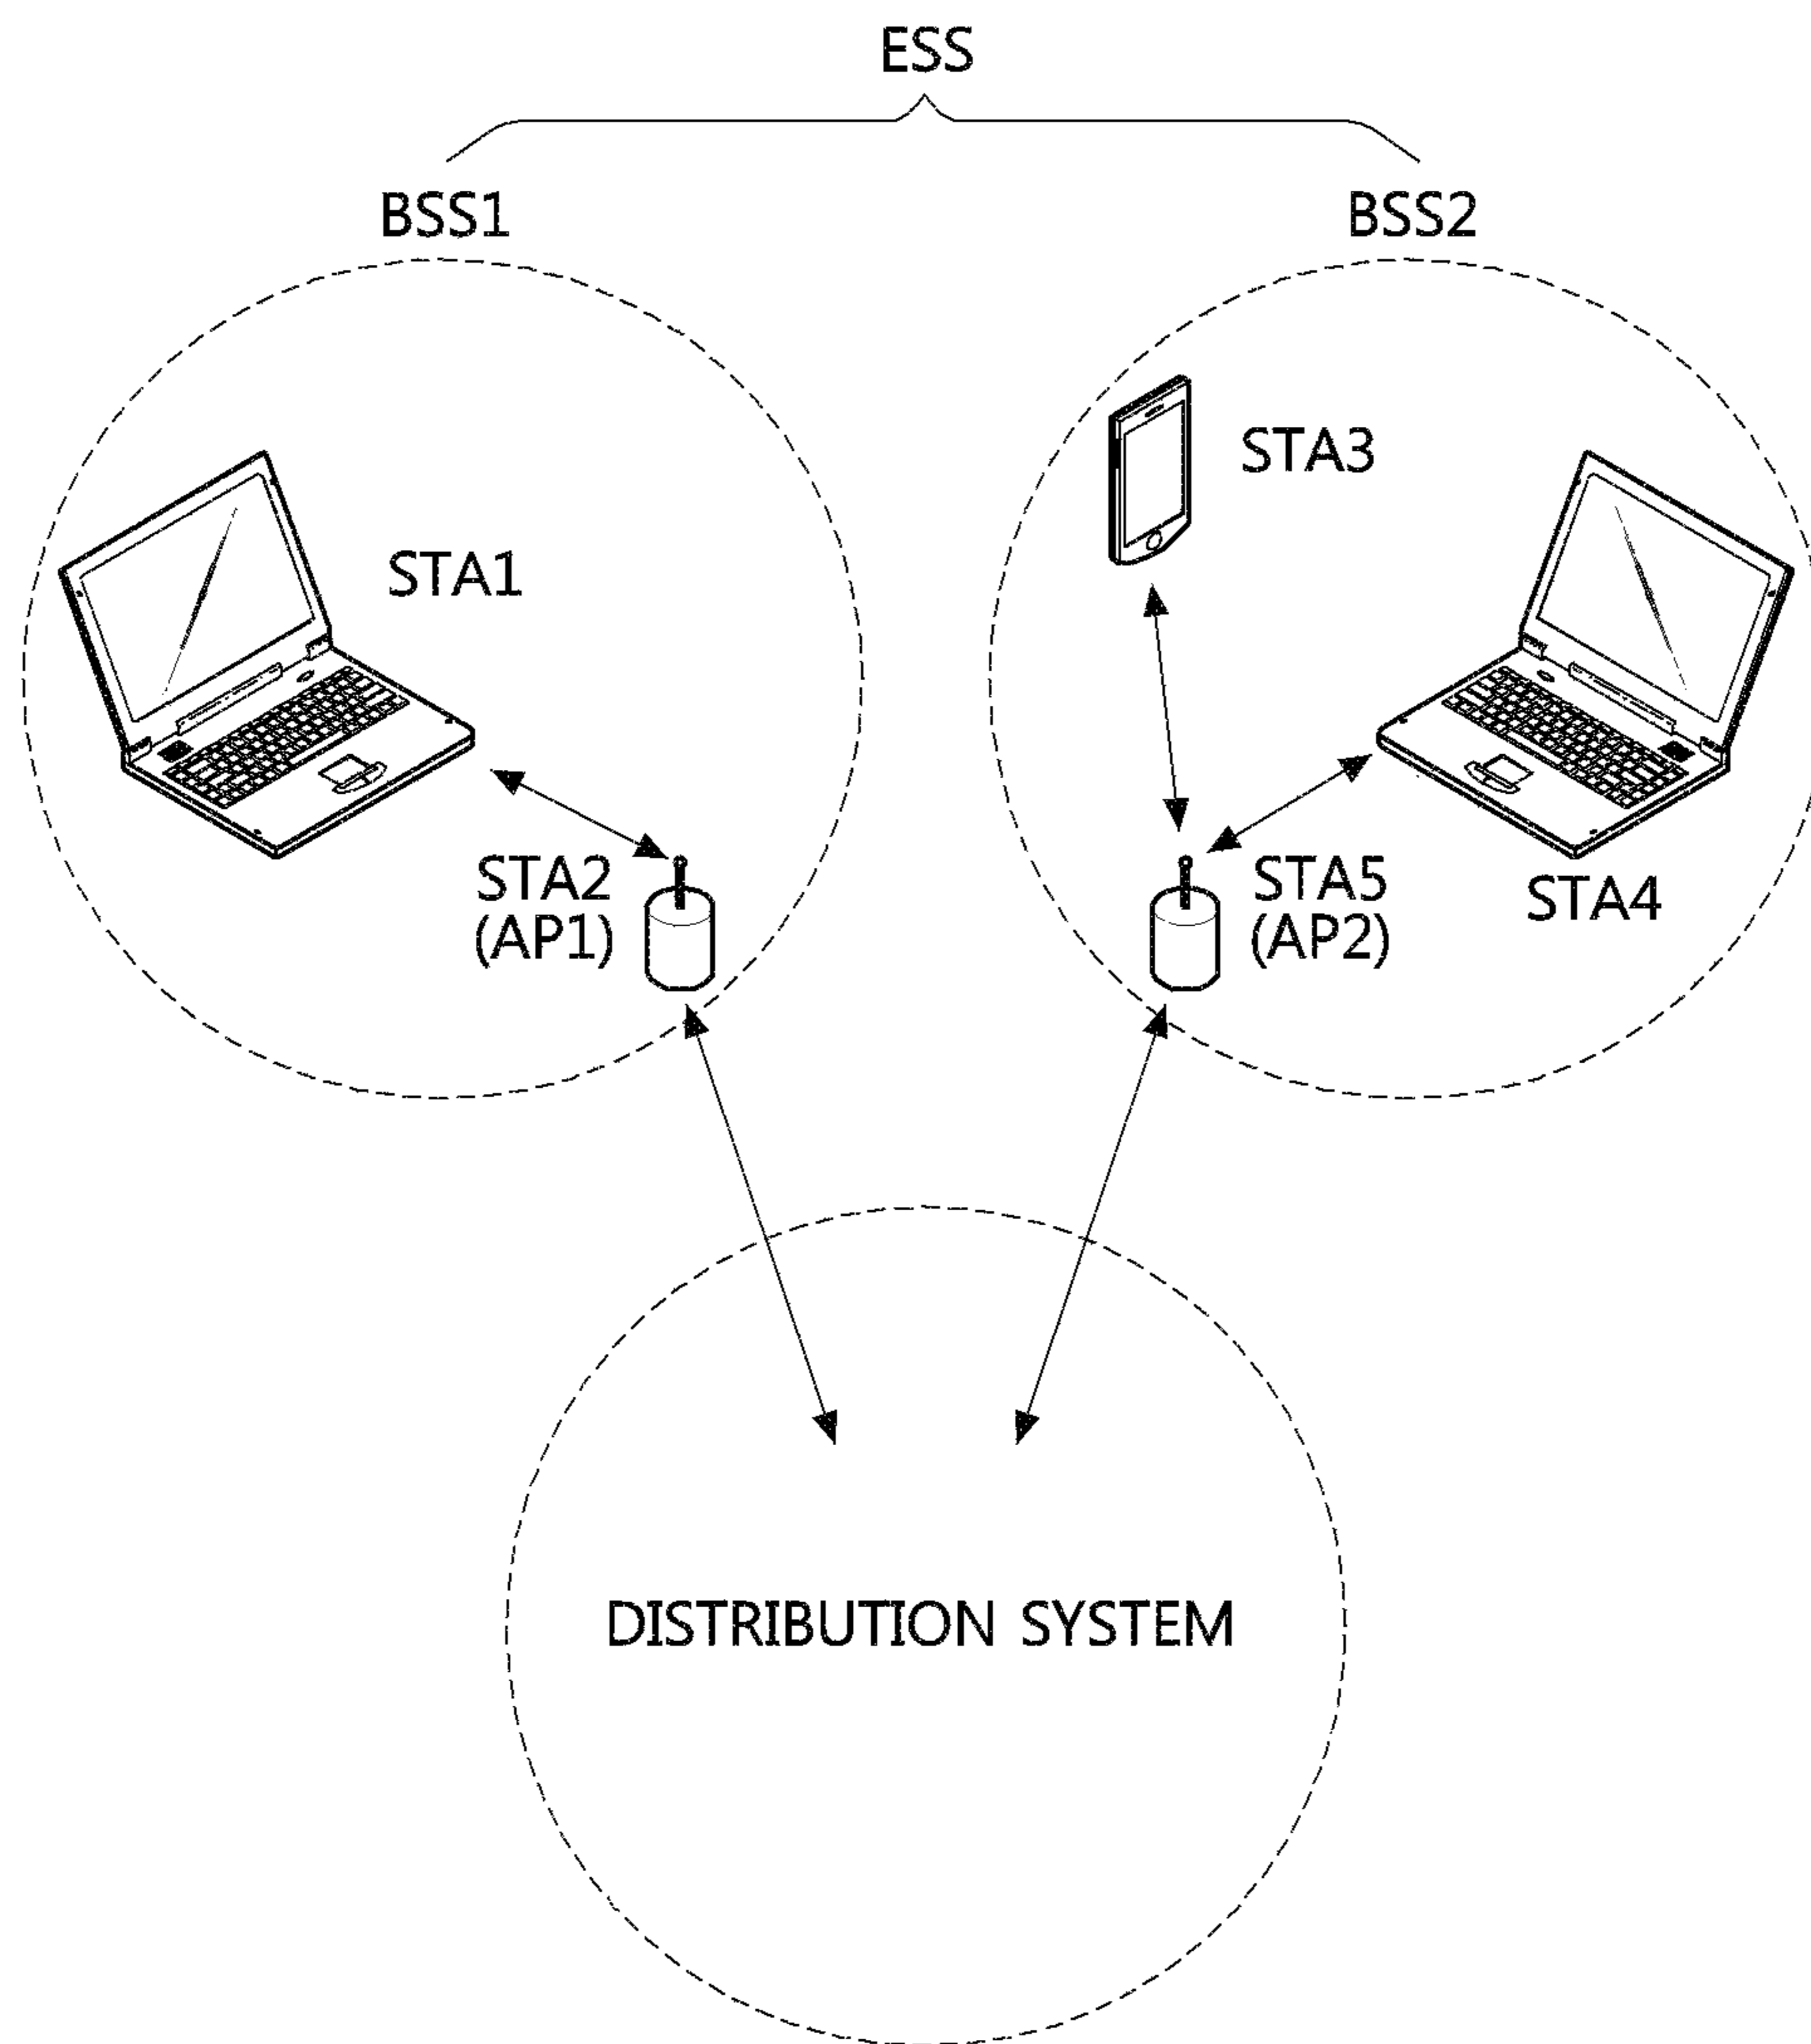 ESS
BSS1
BSS2
STA3
STA1
STA2
(AP1)
STA5
(AP2)
STA4
DISTRIBUTION SYSTEM